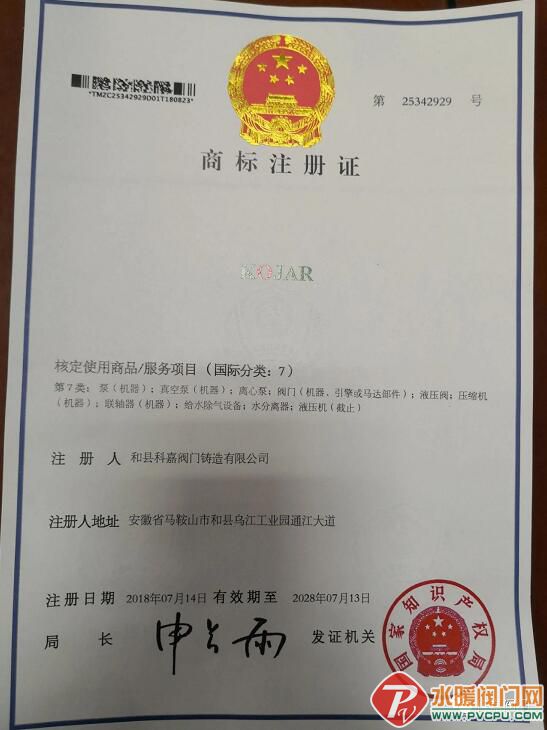 *TMZC25342929D01T180823*
第 25342929 号
商标注册证
KOJAR
核定使用商品/服务项目（国际分类：7）
第7类：泵（机器）；真空泵（机器）；离心泵；阀门（机器、引擎或马达部件）；液压阀；压缩机
（机器）；联轴器（机器）；给水除气设备；水分离器；液压机（截止）
注 册 人 和县科嘉阀门铸造有限公司
注册人地址 安徽省马鞍山市和县乌江工业园通江大道
注册日期 2018年07月14日 有效期至 2028年07月13日
局 长 申长雨 发证机关
国家知识产权局
水暖阀门网
WWW.PVCPU.COM